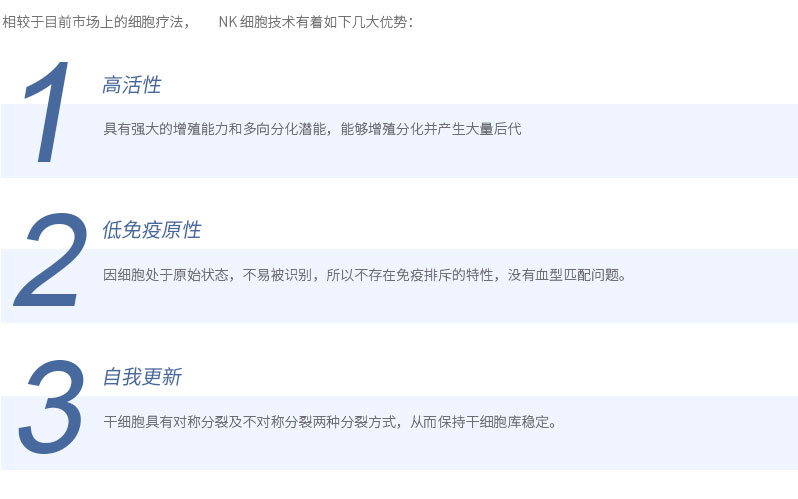 相较于目前市场上的细胞疗法， NK 细胞技术有着如下几大优势：
1
高活性
具有强大的增殖能力和多向分化潜能，能够增殖分化并产生大量后代
2
低免疫原性
因细胞处于原始状态，不易被识别，所以不存在免疫排斥的特性，没有血型匹配问题。
3
自我更新
干细胞具有对称分裂及不对称分裂两种分裂方式，从而保持干细胞库稳定。